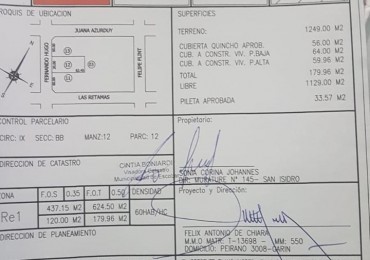 CROQUIS DE UBICACION
JUANA AZURDUY
FERNANDO HUGO
FELIPE PLINT
LAS RETAMAS
SUPERFICIES
TERRENO: 1249.00 M2
CUBIERTA QUINCHO APROB. 56.00 M2
CUB. A CONSTR. VIV. P.BAJA 64.00 M2
CUB. A CONSTR. VIV. P.ALTA 59.96 M2
TOTAL 179.96 M2
LIBRE 1129.00 M2
PILETA APROBADA 33.57 M2
CONTROL PARCELARIO
CIRC: IX SECC: BB MANZ:12 PARC: 12
DIRECCION DE CATASTRO
CINTIA BONIARDI
Propietario:
SONIA CORINA JOHANNES
DIR: MURATURE N° 145- SAN ISIDRO
ZONA F.O.S 0.35 F.O.T 0.50 DENSIDAD
Re1 437.15 M2 624.50 M2 60HAB/HC
120.00 M2 179.96 M2
DIRECCION DE PLANEAMIENTO
Proyecto y Dirección:
FELIX ANTONIO DE CHIARA
M.M.O MATR: 1-13698 - MM: 550
DOMICILIO: PEIRANO 3008-GARIN